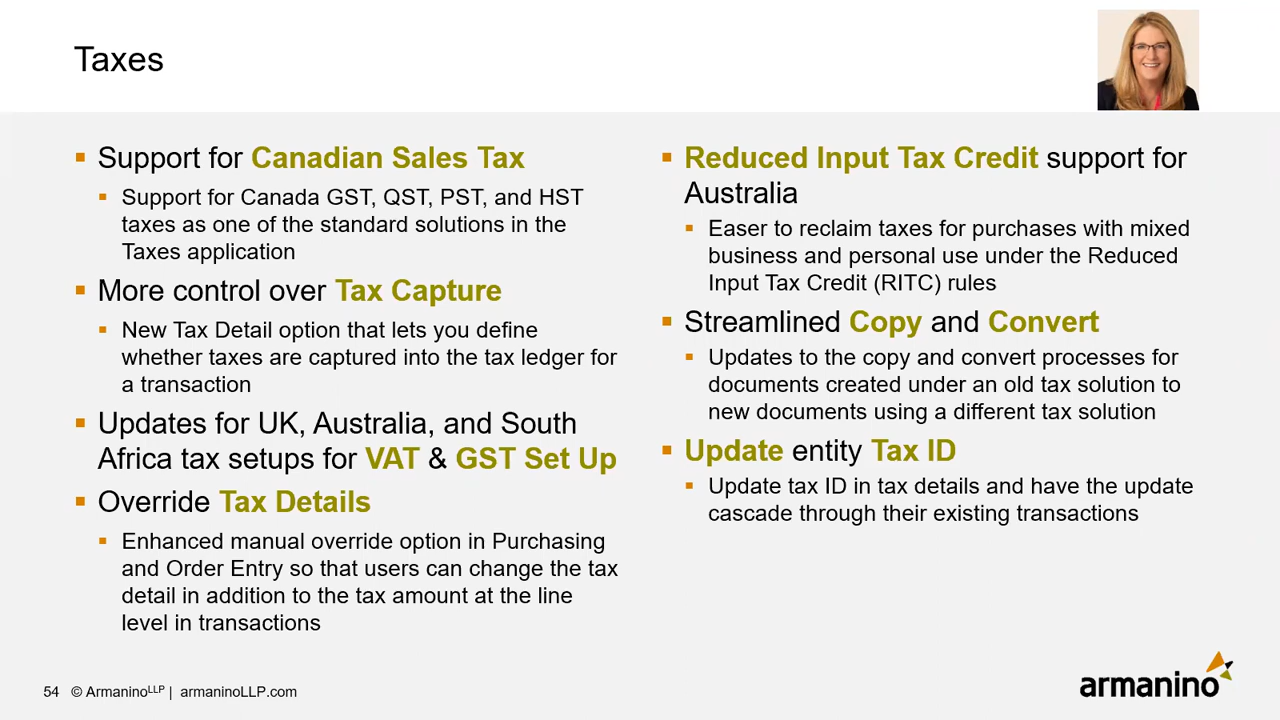 Taxes
Support for Canadian Sales Tax
Support for Canada GST, QST, PST, and HST
taxes as one of the standard solutions in the
Taxes application
More control over Tax Capture
New Tax Detail option that lets you define
whether taxes are captured into the tax ledger for
a transaction
Updates for UK, Australia, and South
Africa tax setups for VAT & GST Set Up
Override Tax Details
Enhanced manual override option in Purchasing
and Order Entry so that users can change the tax
detail in addition to the tax amount at the line
level in transactions
Reduced Input Tax Credit support for
Australia
Easer to reclaim taxes for purchases with mixed
business and personal use under the Reduced
Input Tax Credit (RITC) rules
Streamlined Copy and Convert
Updates to the copy and convert processes for
documents created under an old tax solution to
new documents using a different tax solution
Update entity Tax ID
Update tax ID in tax details and have the update
cascade through their existing transactions
54 © ArmaninoLLP | armaninoLLP.com
armanino